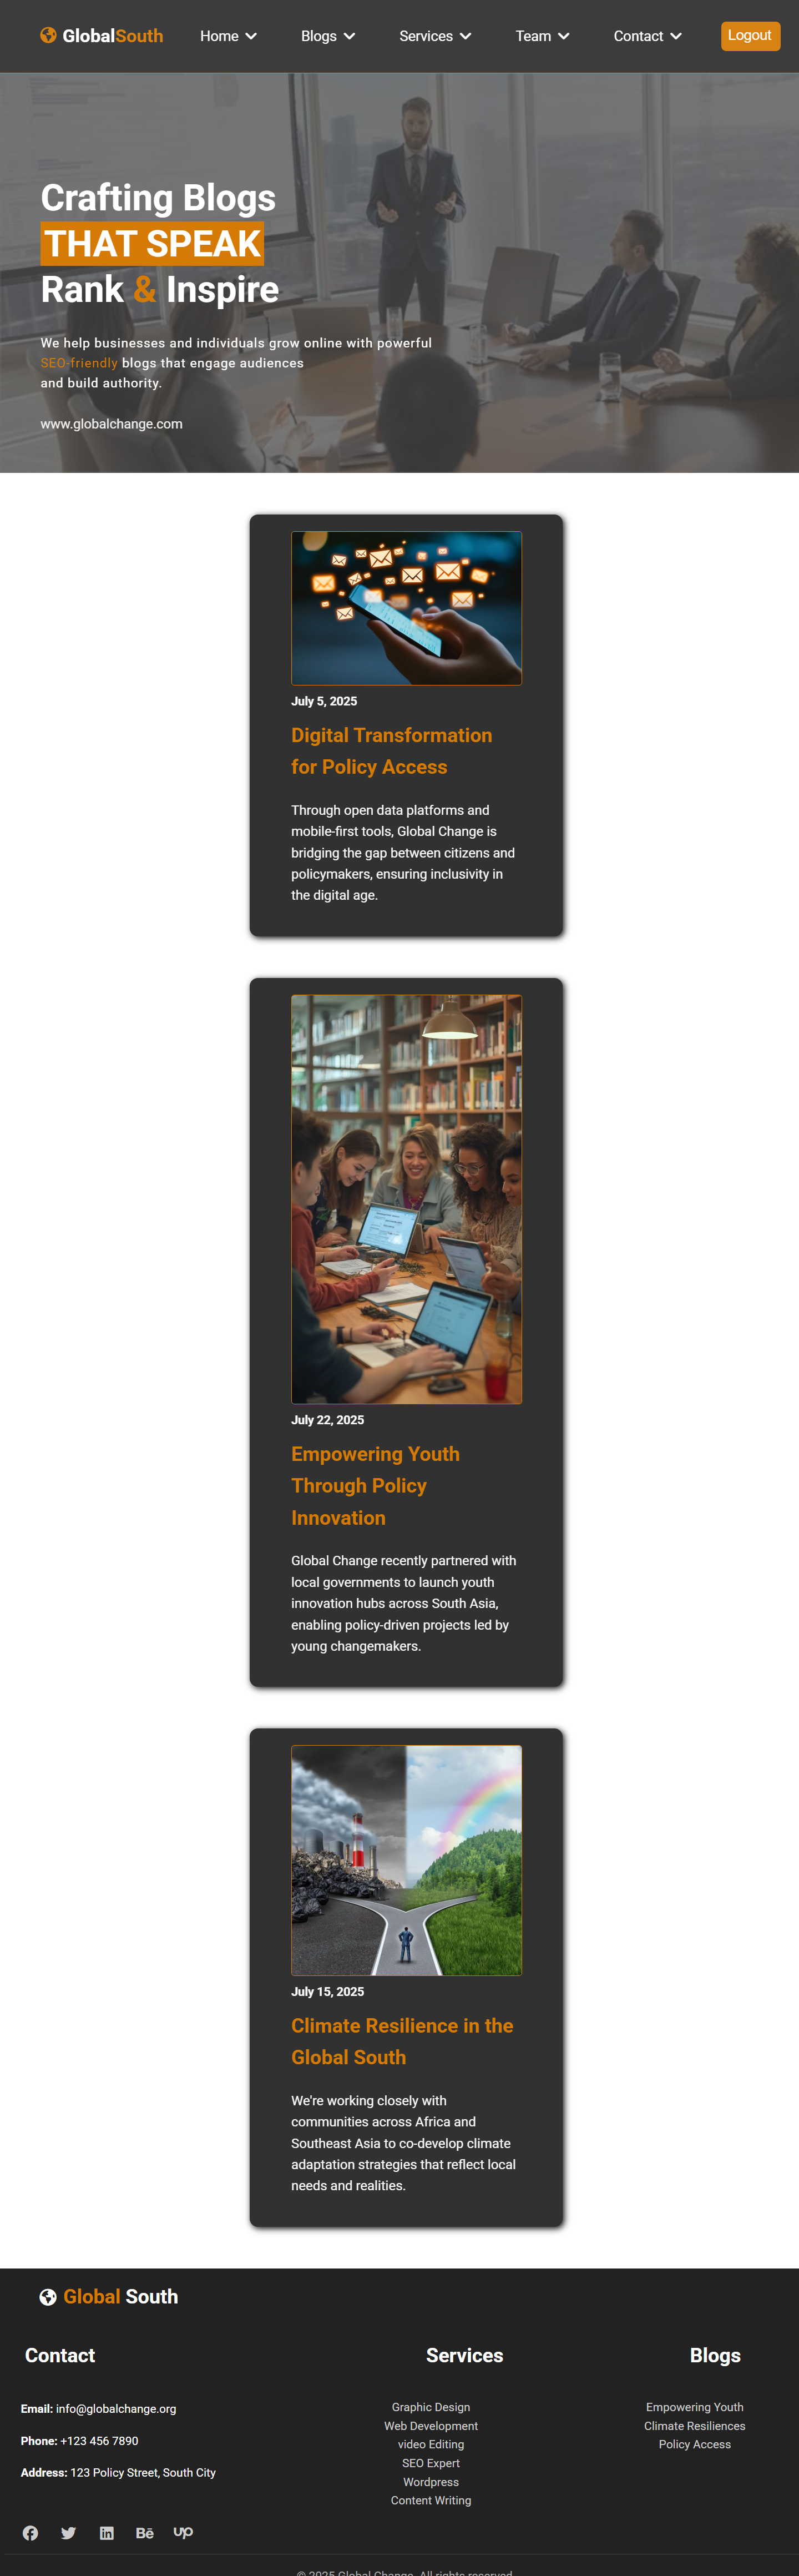 GlobalSouth Home Blogs Services Team Contact Logout
Crafting Blogs
THAT SPEAK
Rank & Inspire
We help businesses and individuals grow online with powerful
SEO-friendly blogs that engage audiences
and build authority.
www.globalchange.com
July 5, 2025
Digital Transformation
for Policy Access
Through open data platforms and
mobile-first tools, Global Change is
bridging the gap between citizens and
policymakers, ensuring inclusivity in
the digital age.
July 22, 2025
Empowering Youth
Through Policy
Innovation
Global Change recently partnered with
local governments to launch youth
innovation hubs across South Asia,
enabling policy-driven projects led by
young changemakers.
July 15, 2025
Climate Resilience in the
Global South
We're working closely with
communities across Africa and
Southeast Asia to co-develop climate
adaptation strategies that reflect local
needs and realities.
Global South
Contact
Email: info@globalchange.org
Phone: +123 456 7890
Address: 123 Policy Street, South City
Services
Graphic Design
Web Development
video Editing
SEO Expert
Wordpress
Content Writing
Blogs
Empowering Youth
Climate Resiliences
Policy Access
© 2025 Global Change. All rights reserved.